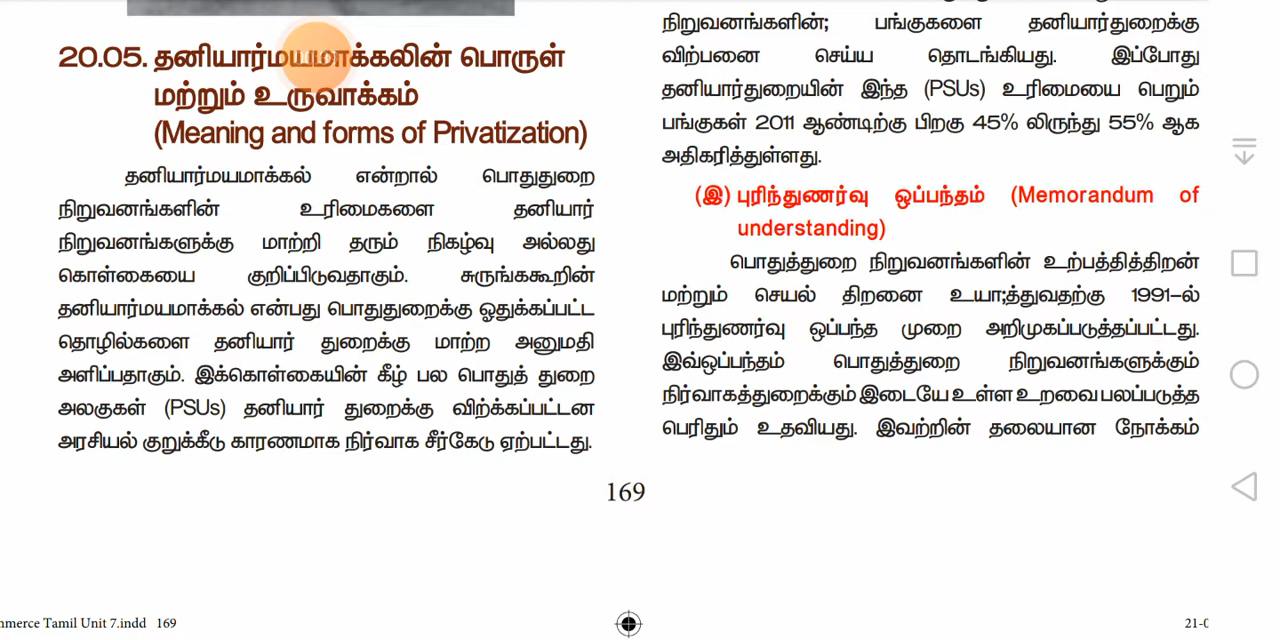 20.05. தனியார்மயமாக்கலின் பொருள்
மற்றும் உருவாக்கம்
(Meaning and forms of Privatization)
தனியார்மயமாக்கல் என்றால் பொதுதுறை
நிறுவனங்களின் உரிமைகளை தனியார்
நிறுவனங்களுக்கு மாற்றி தரும் நிகழ்வு அல்லது
கொள்கையை குறிப்பிடுவதாகும். சுருங்ககூறின்
தனியார்மயமாக்கல் என்பது பொதுதுறைக்கு ஓதுக்கப்பட்ட
தொழில்களை தனியார் துறைக்கு மாற்ற அனுமதி
அளிப்பதாகும். இக்கொள்கையின் கீழ் பல பொதுத் துறை
அலகுகள் (PSUs) தனியார் துறைக்கு விற்க்கப்பட்டன
அரசியல் குறுக்கீடு காரணமாக நிர்வாக சீர்கேடு ஏற்பட்டது.
நிறுவனங்களின்; பங்குகளை தனியார்துறைக்கு
விற்பனை செய்ய தொடங்கியது. இப்போது
தனியார்துறையின் இந்த (PSUs) உரிமையை பெறும்
பங்குகள் 2011 ஆண்டிற்கு பிறகு 45% லிருந்து 55% ஆக
அதிகரித்துள்ளது.
(இ) புரிந்துணர்வு ஒப்பந்தம் (Memorandum of
understanding)
பொதுத்துறை நிறுவனங்களின் உற்பத்தித்திறன்
மற்றும் செயல் திறனை உயா;த்துவதற்கு 1991–ல்
புரிந்துணர்வு ஒப்பந்த முறை அறிமுகப்படுத்தப்பட்டது.
இவ்ஒப்பந்தம் பொதுத்துறை நிறுவனங்களுக்கும்
நிர்வாகத்துறைக்கும் இடையே உள்ள உறவை பலப்படுத்த
பெரிதும் உதவியது. இவற்றின் தலையான நோக்கம்
169
mmerce Tamil Unit 7.indd 169
21-0